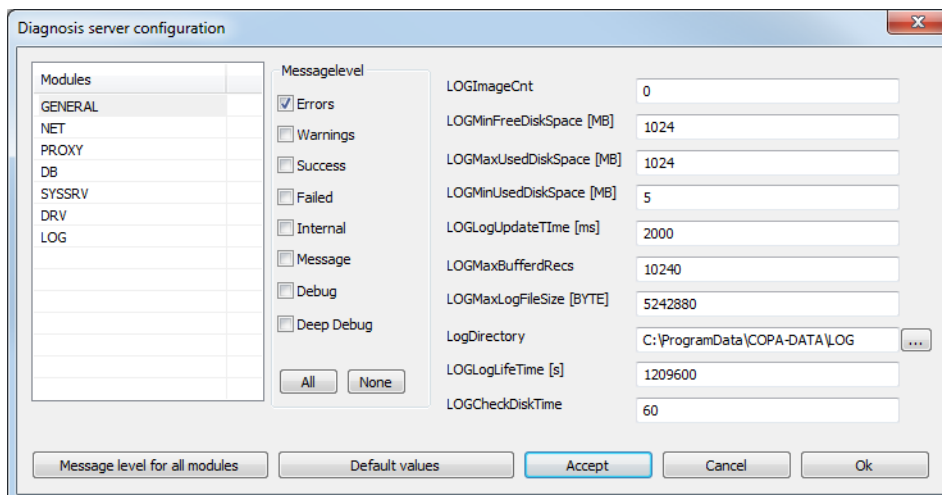 Diagnosis server configuration
x
Modules
GENERAL
NET
PROXY
DB
SYSSRV
DRV
LOG
Messagelevel
Errors
Warnings
Success
Failed
Internal
Message
Debug
Deep Debug
All None
LOGImageCnt 0
LOGMinFreeDiskSpace [MB] 1024
LOGMaxUsedDiskSpace [MB] 1024
LOGMinUsedDiskSpace [MB] 5
LOGLogUpdateTIme [ms] 2000
LOGMaxBufferdRecs 10240
LOGMaxLogFileSize [BYTE] 5242880
LogDirectory C:\ProgramData\COPA-DATA\LOG ...
LOGLogLifeTime [s] 1209600
LOGCheckDiskTime 60
Message level for all modules Default values Accept Cancel Ok